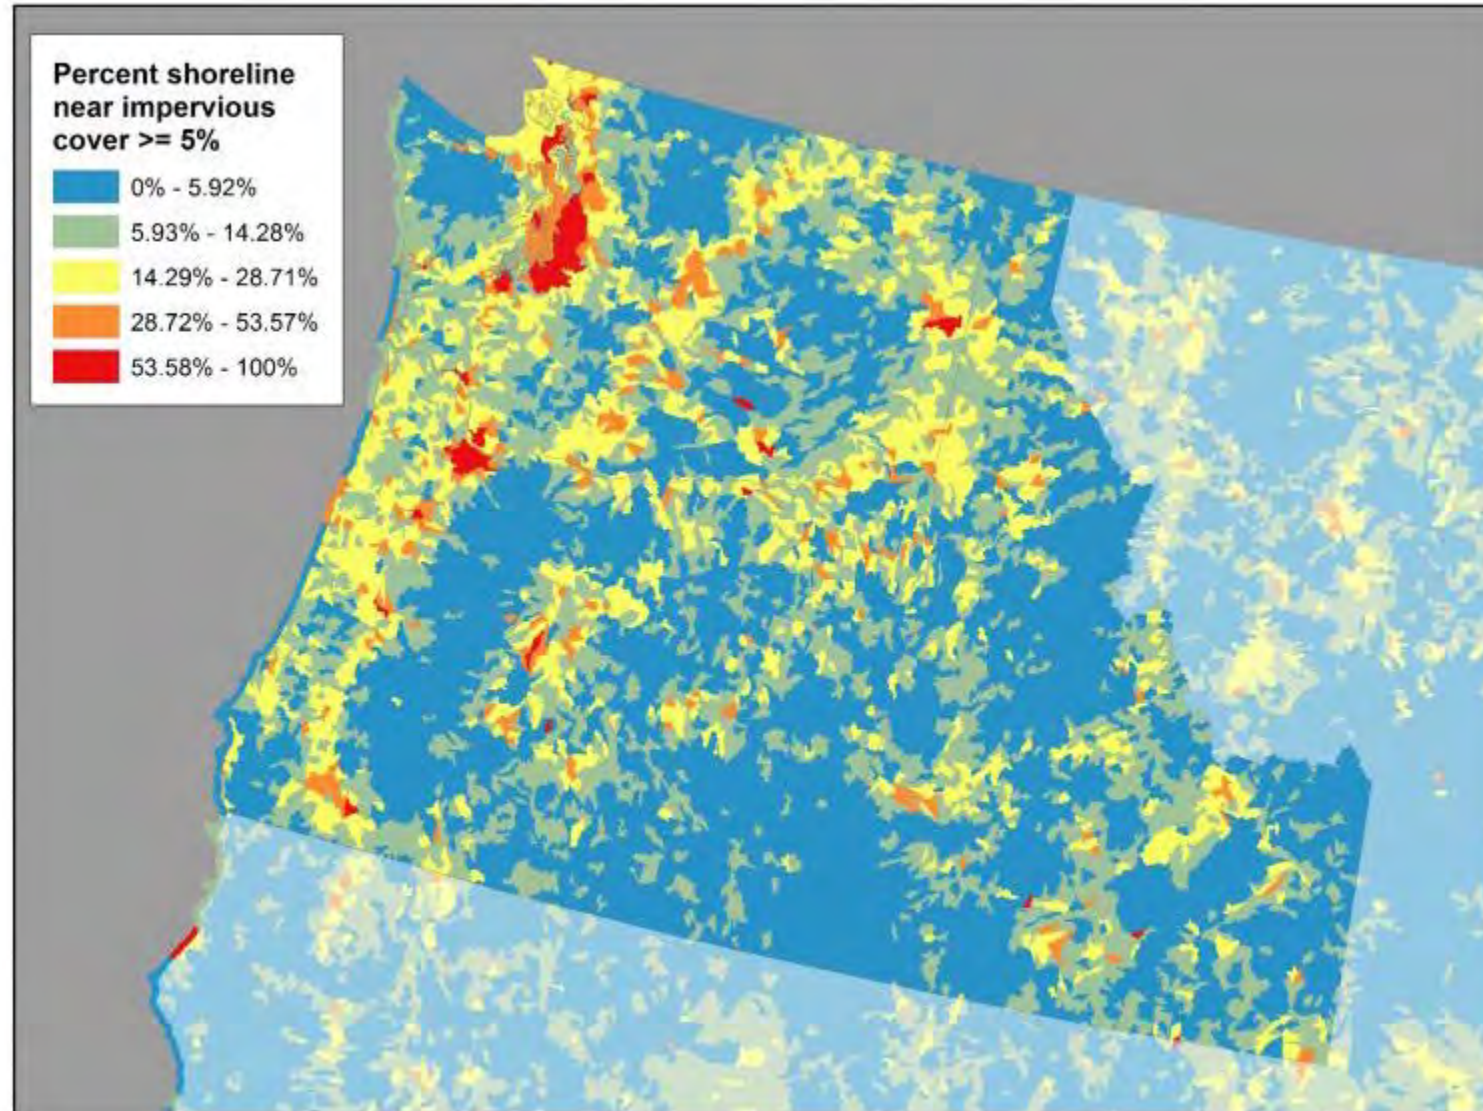 Percent shoreline
near impervious
cover >= 5%
0% - 5.92%
5.93% - 14.28%
14.29% - 28.71%
28.72% - 53.57%
53.58% - 100%